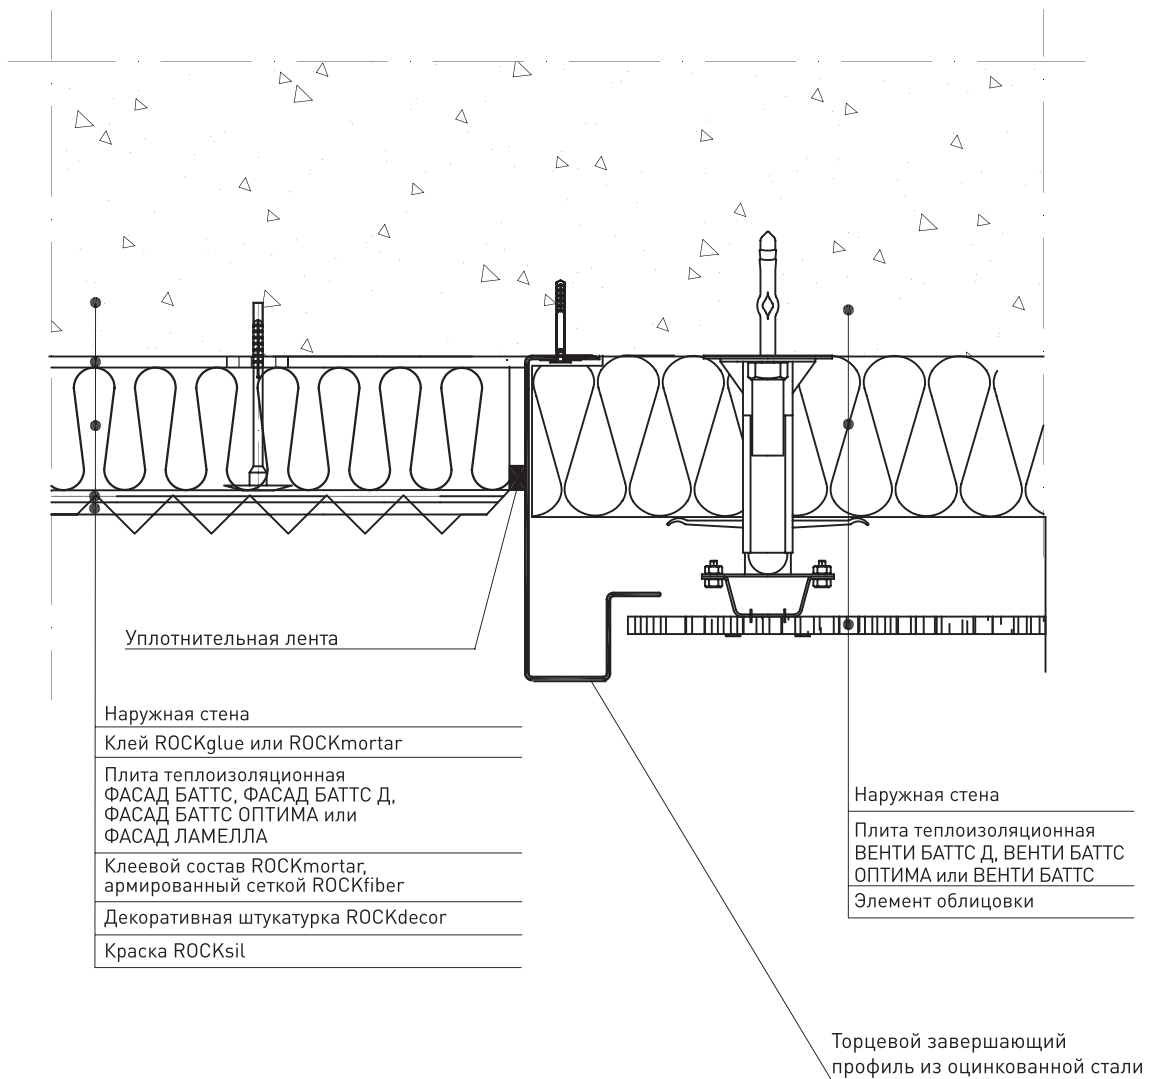 Уплотнительная лента
Наружная стена
Клей ROCKglue или ROCKmortar
Плита теплоизоляционная
ФАСАД БАТТС, ФАСАД БАТТС Д,
ФАСАД БАТТС ОПТИМА или
ФАСАД ЛАМЕЛЛА
Клеевой состав ROCKmortar,
армированный сеткой ROCKfiber
Декоративная штукатурка ROCKdecor
Краска ROCKsil
Наружная стена
Плита теплоизоляционная
ВЕНТИ БАТТС Д, ВЕНТИ БАТТС
ОПТИМА или ВЕНТИ БАТТС
Элемент облицовки
Торцевой завершающий
профиль из оцинкованной стали